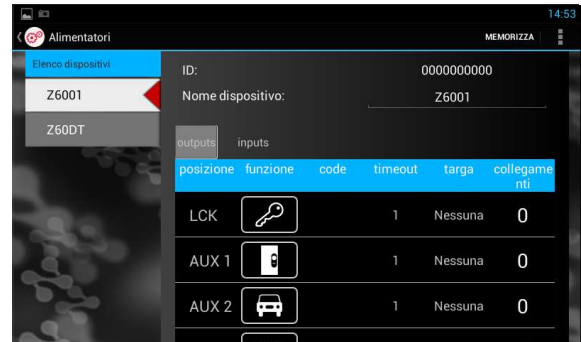 14:53
Alimentatori
MEMORIZZA
Elenco dispositivi
Z6001
Z60DT
ID: 0000000000
Nome dispositivo: Z6001
outputs inputs
posizione funzione code timeout targa collegame
nti
LCK 1 Nessuna 0
AUX 1 1 Nessuna 0
AUX 2 1 Nessuna 0